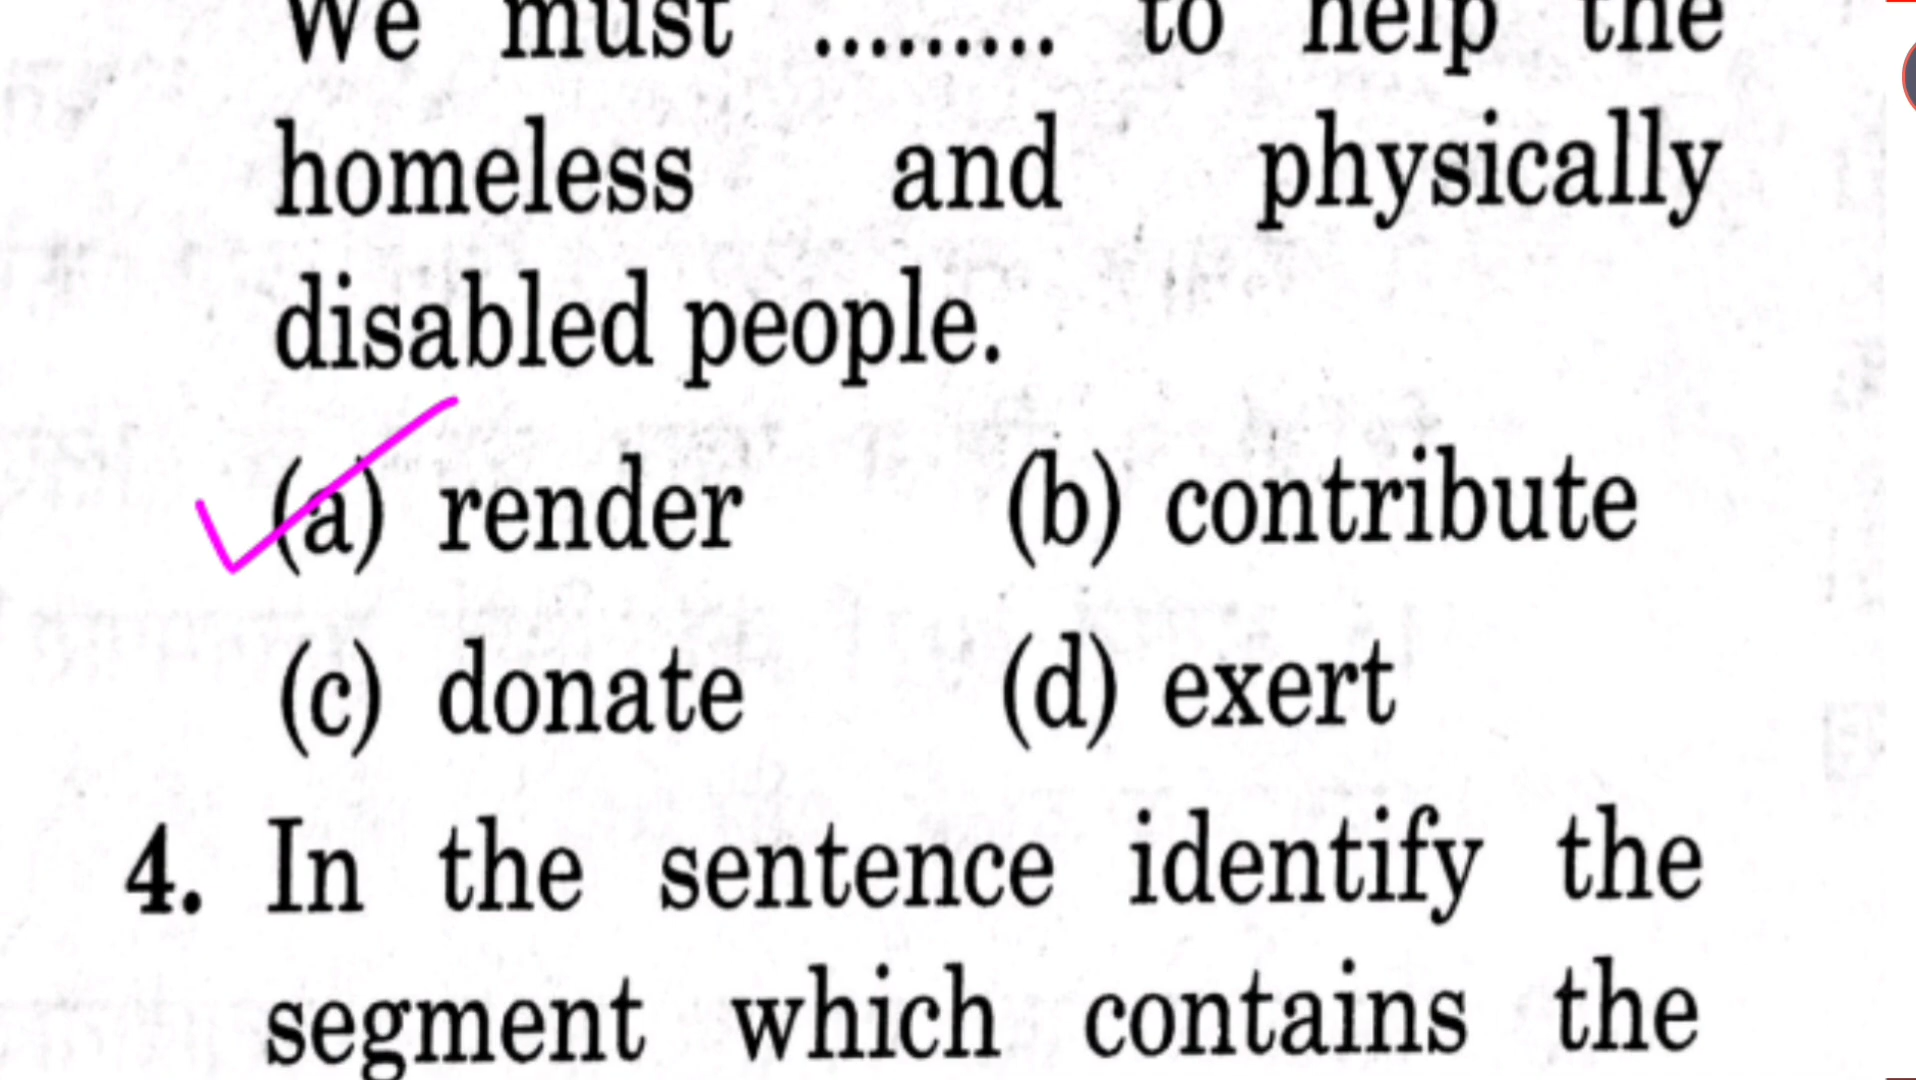 We must ......... to help the
homeless and physically
disabled people.
(a) render (b) contribute
(c) donate (d) exert
4. In the sentence identify the
segment which contains the